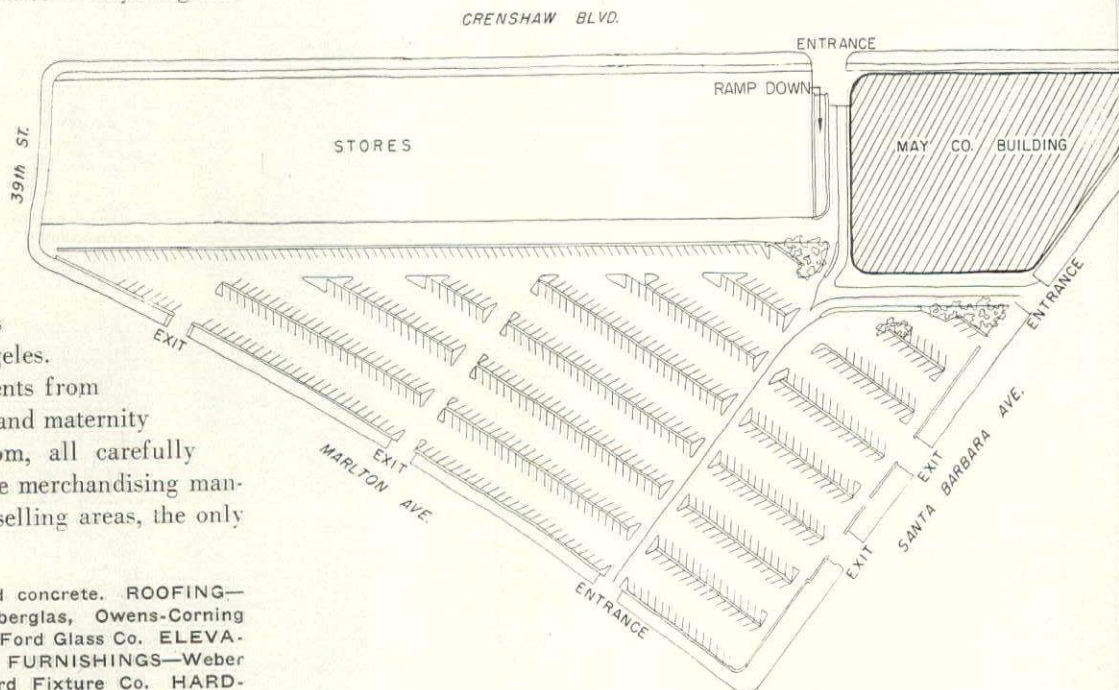 CRENSHAW BLVD.
ENTRANCE
RAMP DOWN
39th ST.
STORES
MAY CO. BUILDING
ENTRANCE
EXIT
EXIT
MARLTON AVE.
EXIT
SANTA BARBARA AVE.
EXIT
ENTRANCE
geles.
ents from
and maternity
om, all carefully
e merchandising man-
selling areas, the only
d concrete. ROOFING—
berglas, Owens-Corning
Ford Glass Co. ELEVA-
FURNISHINGS—Weber
rd Fixture Co. HARD-